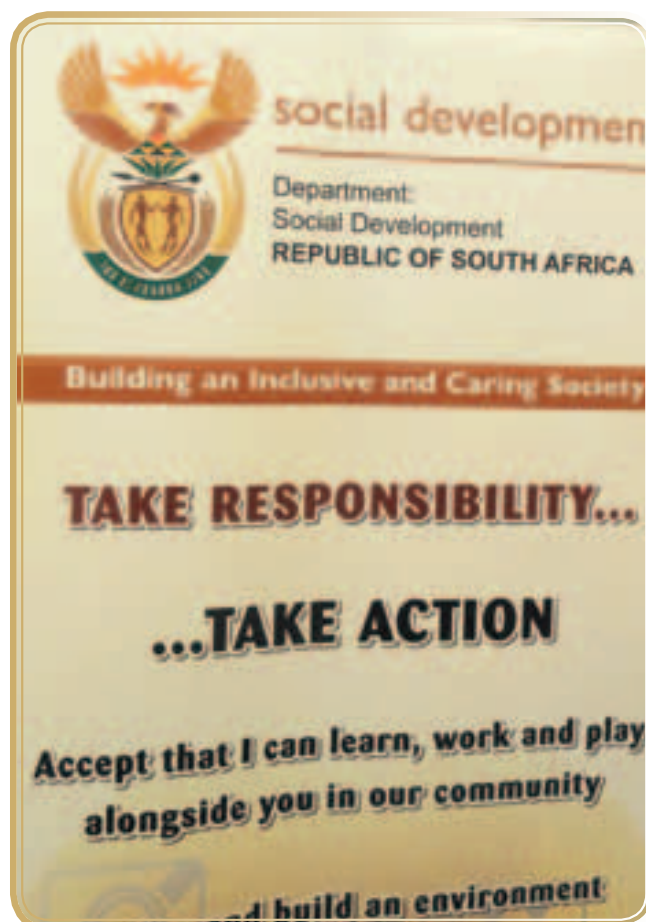 social developmen
Department:
Social Development
REPUBLIC OF SOUTH AFRICA
Building an Inclusive and Caring Society
TAKE RESPONSIBILITY...
...TAKE ACTION
Accept that I can learn, work and play
alongside you in our community
build an environment